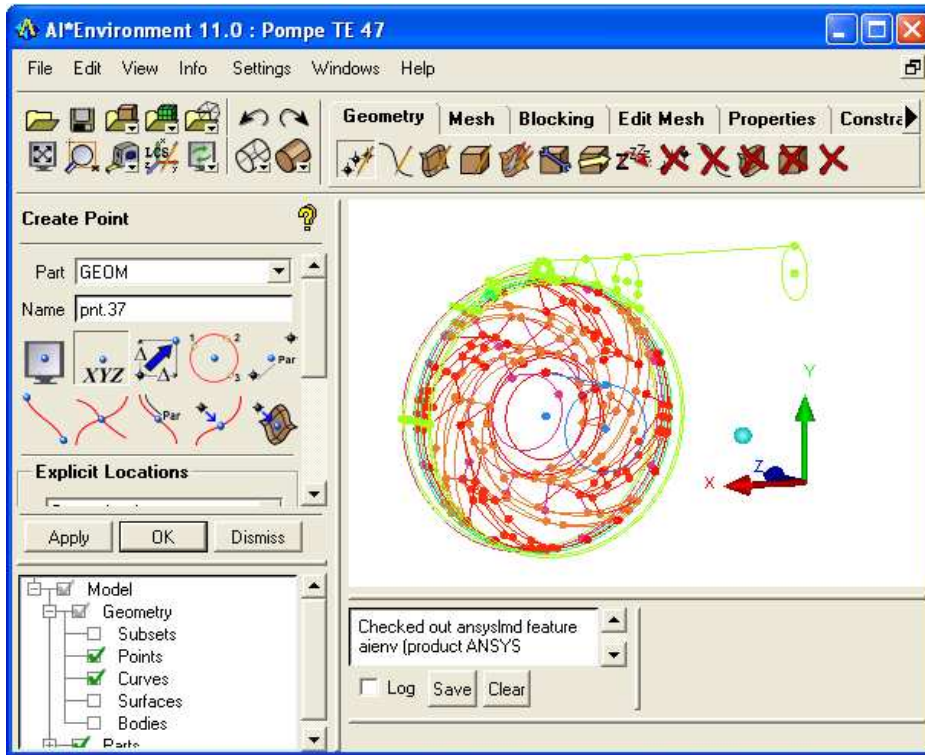 AI*Environment 11.0 : Pompe TE 47
File Edit View Info Settings Windows Help
Geometry Mesh Blocking Edit Mesh Properties Constra
LCS
Create Point
Part GEOM
Name pnt.37
XYZ
Par
Par
Explicit Locations
Apply OK Dismiss
Model
Geometry
Subsets
Points
Curves
Surfaces
Bodies
Parts
Y
Z
X
Checked out ansyslmd feature
aienv (product ANSYS
Log Save Clear